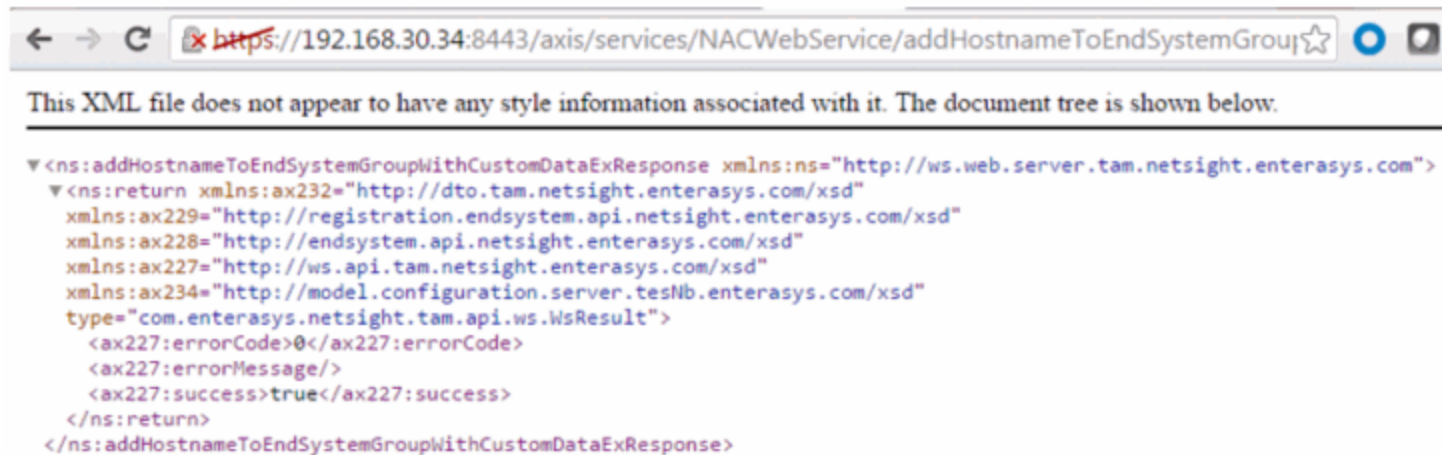 https://192.168.30.34:8443/axis/services/NACWebService/addHostnameToEndSystemGroup
This XML file does not appear to have any style information associated with it. The document tree is shown below.
▼<ns:addHostnameToEndSystemGroupWithCustomDataExResponse xmlns:ns="http://ws.web.server.tam.netsight.enterasys.com">
▼<ns:return xmlns:ax232="http://dto.tam.netsight.enterasys.com/xsd"
xmlns:ax229="http://registration.endsystem.api.netsight.enterasys.com/xsd"
xmlns:ax228="http://endsystem.api.netsight.enterasys.com/xsd"
xmlns:ax227="http://ws.api.tam.netsight.enterasys.com/xsd"
xmlns:ax234="http://model.configuration.server.tesNb.enterasys.com/xsd"
type="com.enterasys.netsight.tam.api.ws.WsResult">
<ax227:errorCode>0</ax227:errorCode>
<ax227:errorMessage/>
<ax227:success>true</ax227:success>
</ns:return>
</ns:addHostnameToEndSystemGroupWithCustomDataExResponse>